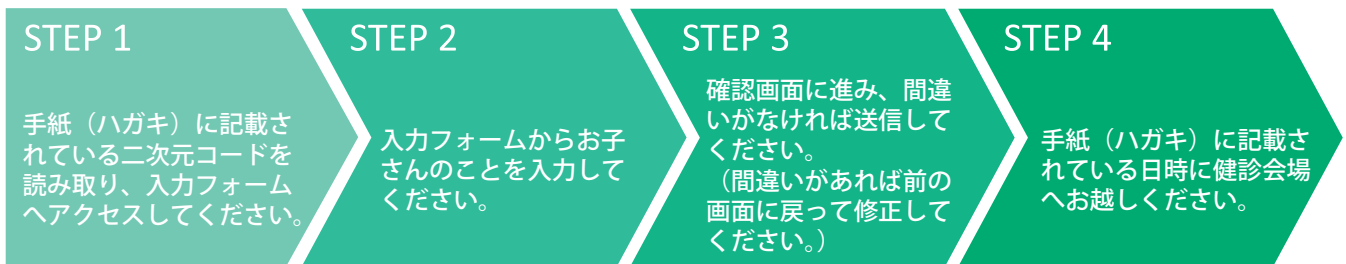 STEP 1
手紙（ハガキ）に記載さ
れている二次元コードを
読み取り、入力フォーム
へアクセスしてください。
STEP 2
入力フォームからお子
さんのことを入力して
ください。
STEP 3
確認画面に進み、間違
いがなければ送信して
ください。
（間違いがあれば前の
画面に戻って修正して
ください。）
STEP 4
手紙（ハガキ）に記載さ
れている日時に健診会場
へお越しください。